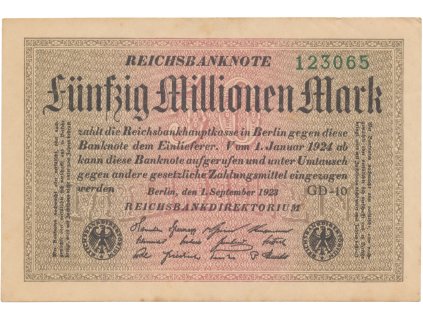 REICHSBANKNOTE 123065
Fünfzig Millionen Mark
zahlt die Reichsbankhauptkasse in Berlin gegen diese
Banknote dem Einlieferer. Vom 1. Januar 1924 ab
kann diese Banknote aufgerufen und unter Umtausch
gegen andere gesetzliche Zahlungsmittel eingezogen
werden
Berlin, den 1. September 1923 GD-10
REICHSBANKDIREKTORIUM